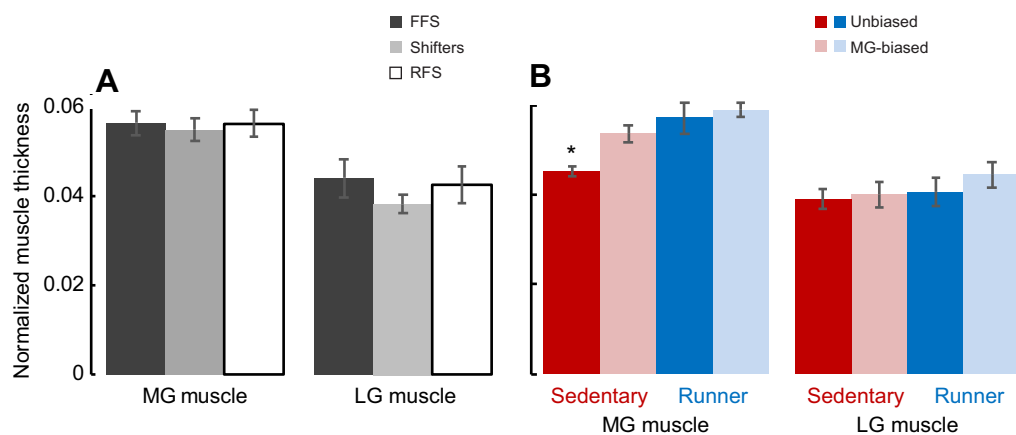 FFS
Shifters
RFS
Unbiased
MG-biased
A
B
Normalized muscle thickness
0.06
0.04
0.02
0
*
MG muscle
LG muscle
Sedentary
Runner
MG muscle
Sedentary
Runner
LG muscle